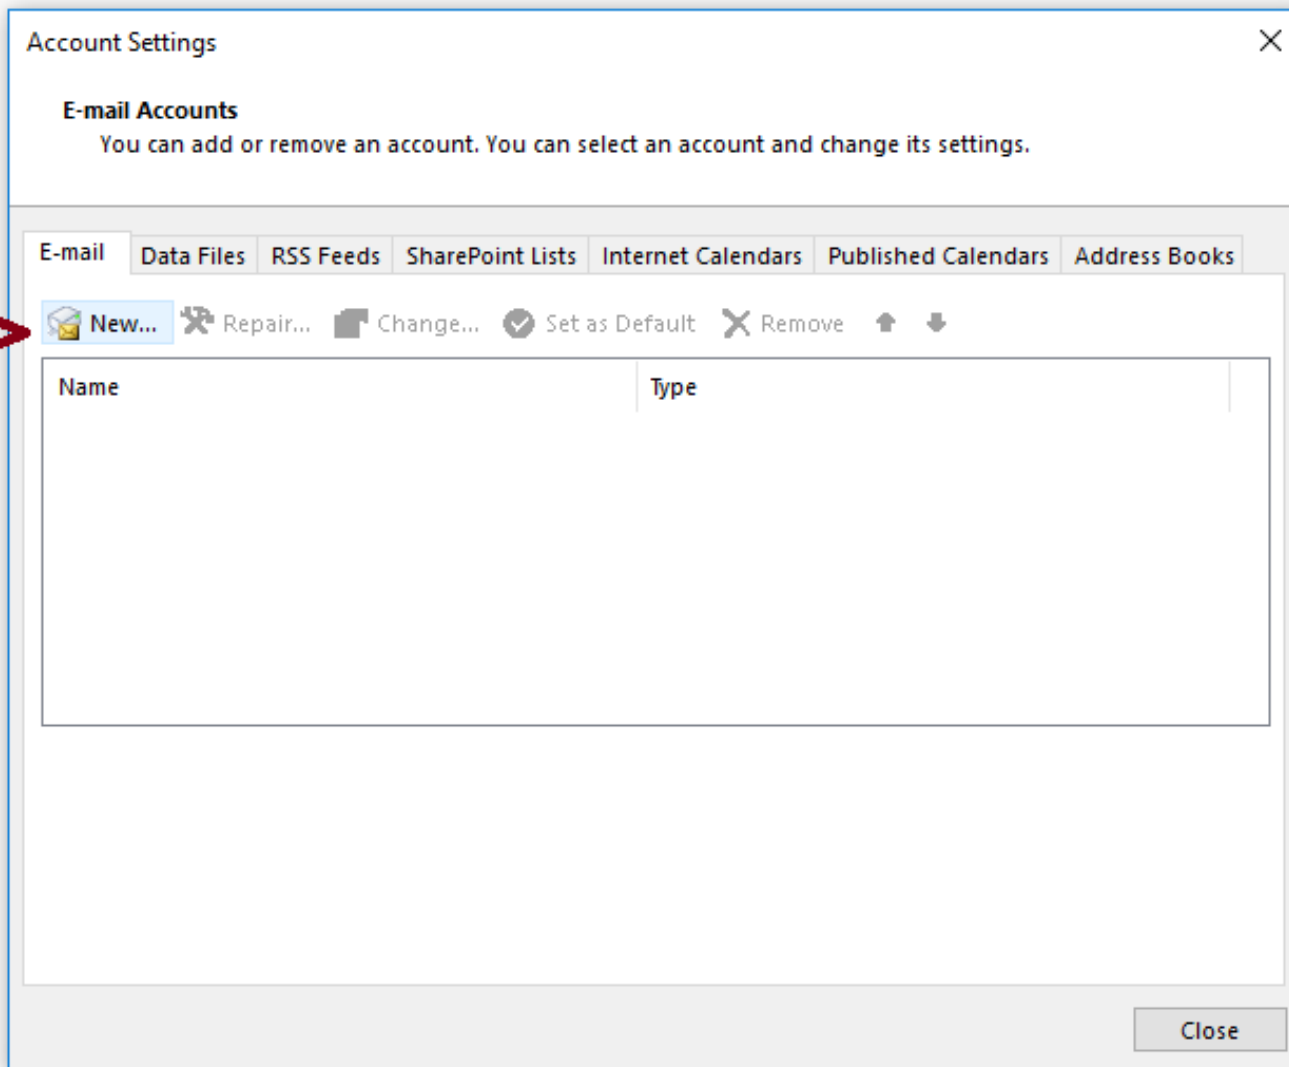 Account Settings
E-mail Accounts
You can add or remove an account. You can select an account and change its settings.
E-mail Data Files RSS Feeds SharePoint Lists Internet Calendars Published Calendars Address Books
New... Repair... Change... Set as Default Remove
Name Type
Close